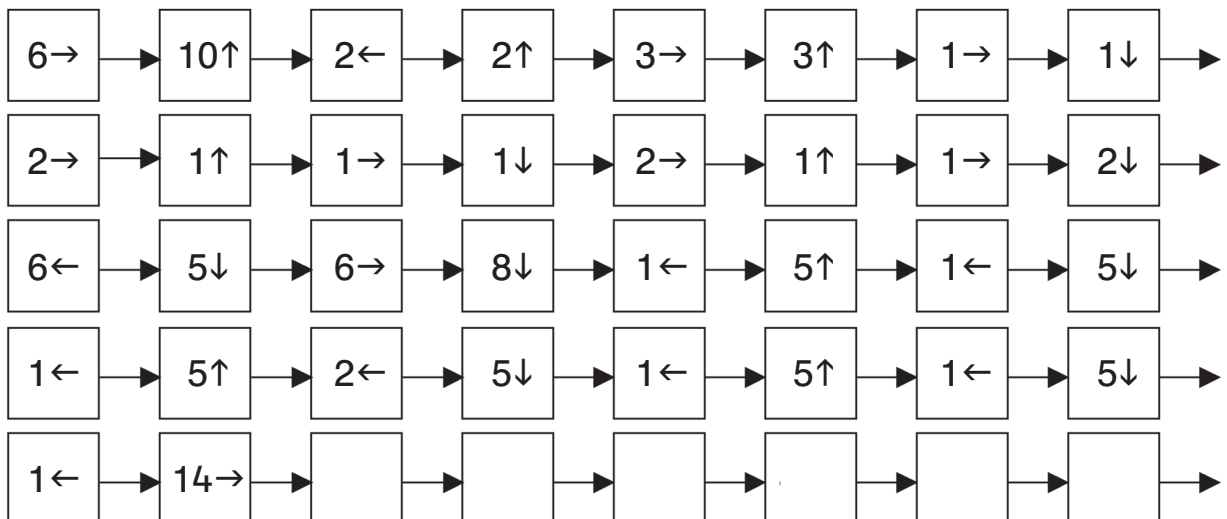 6→ 10↑ 2← 2↑ 3→ 3↑ 1→ 1↓
2→ 1↑ 1→ 1↓ 2→ 1↑ 1→ 2↓
6← 5↓ 6→ 8↓ 1← 5↑ 1← 5↓
1← 5↑ 2← 5↓ 1← 5↑ 1← 5↓
1← 14→